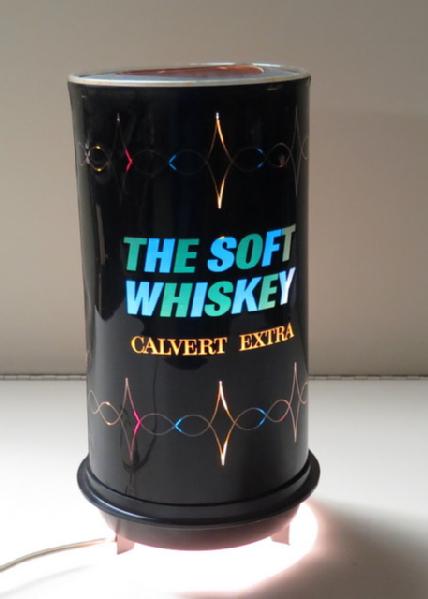 THE SOFT
WHISKEY
CALVERT EXTRA